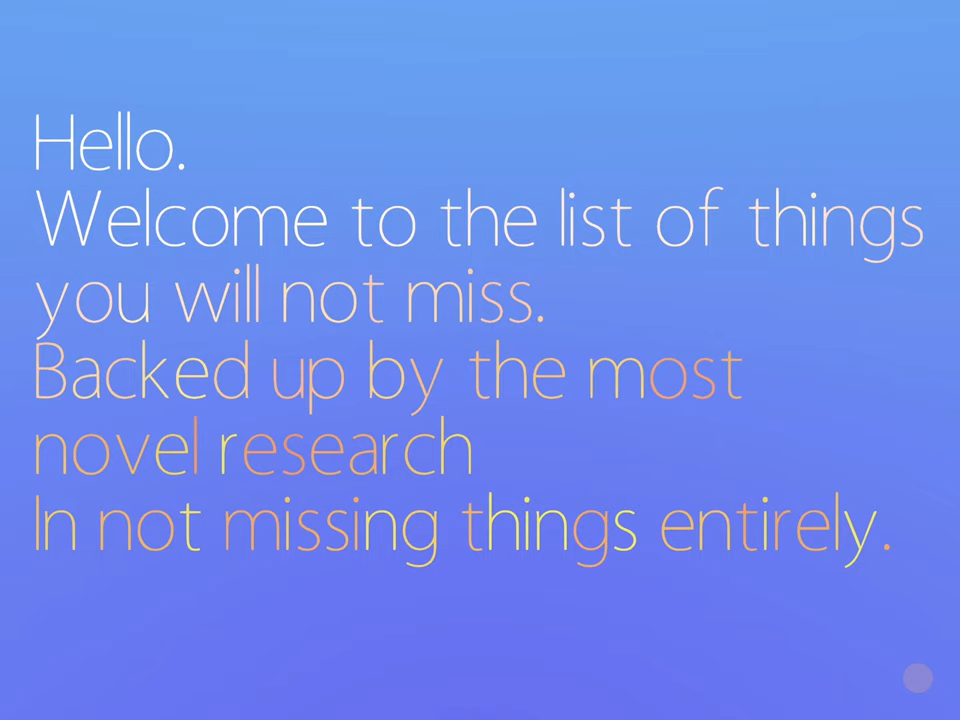 Hello.
Welcome to the list of things
you will not miss.
Backed up by the most
novel research
In not missing things entirely.